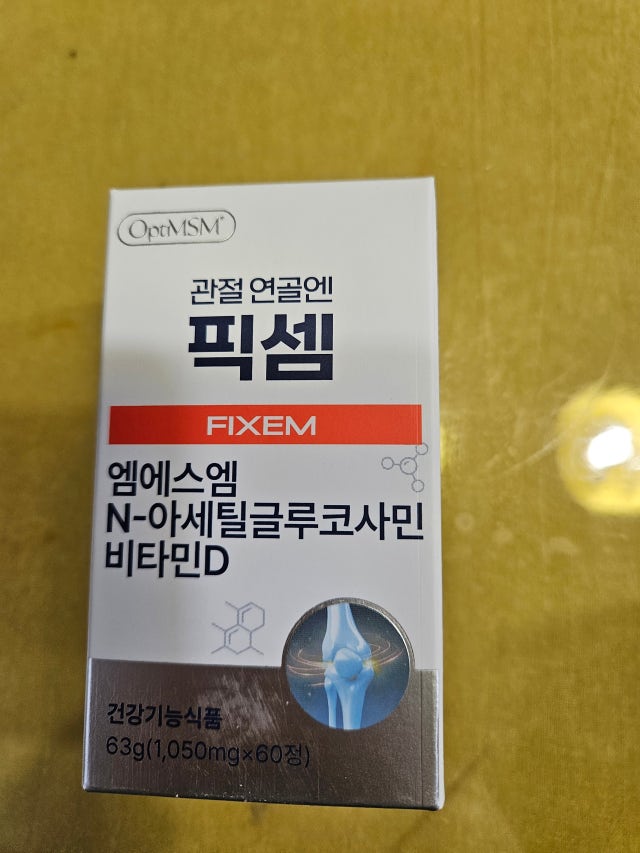 OptiMSM®
관절 연골엔
픽셈
FIXEM
엠에스엠
N-아세틸글루코사민
비타민D
건강기능식품
63g(1,050mg×60정)